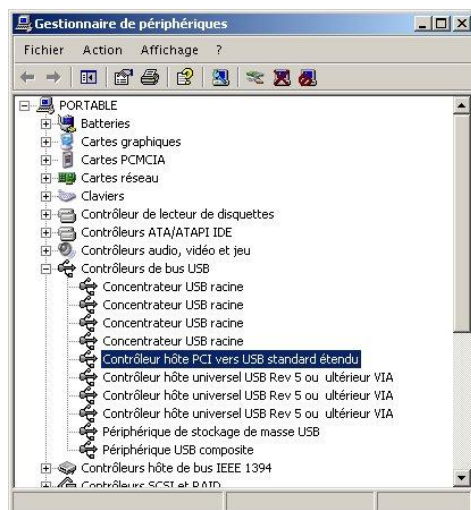 Gestionnaire de périphériques
Fichier Action Affichage ?
PORTABLE
Batteries
Cartes graphiques
Cartes PCMCIA
Cartes réseau
Claviers
Contrôleur de lecteur de disquettes
Contrôleurs ATA/ATAPI IDE
Contrôleurs audio, vidéo et jeu
Contrôleurs de bus USB
Concentrateur USB racine
Concentrateur USB racine
Concentrateur USB racine
Concentrateur USB racine
Contrôleur hôte PCI vers USB standard étendu
Contrôleur hôte universel USB Rev 5 ou ultérieur VIA
Contrôleur hôte universel USB Rev 5 ou ultérieur VIA
Contrôleur hôte universel USB Rev 5 ou ultérieur VIA
Périphérique de stockage de masse USB
Périphérique USB composite
Contrôleurs hôte de bus IEEE 1394
Contrôleurs SCSI et RAID